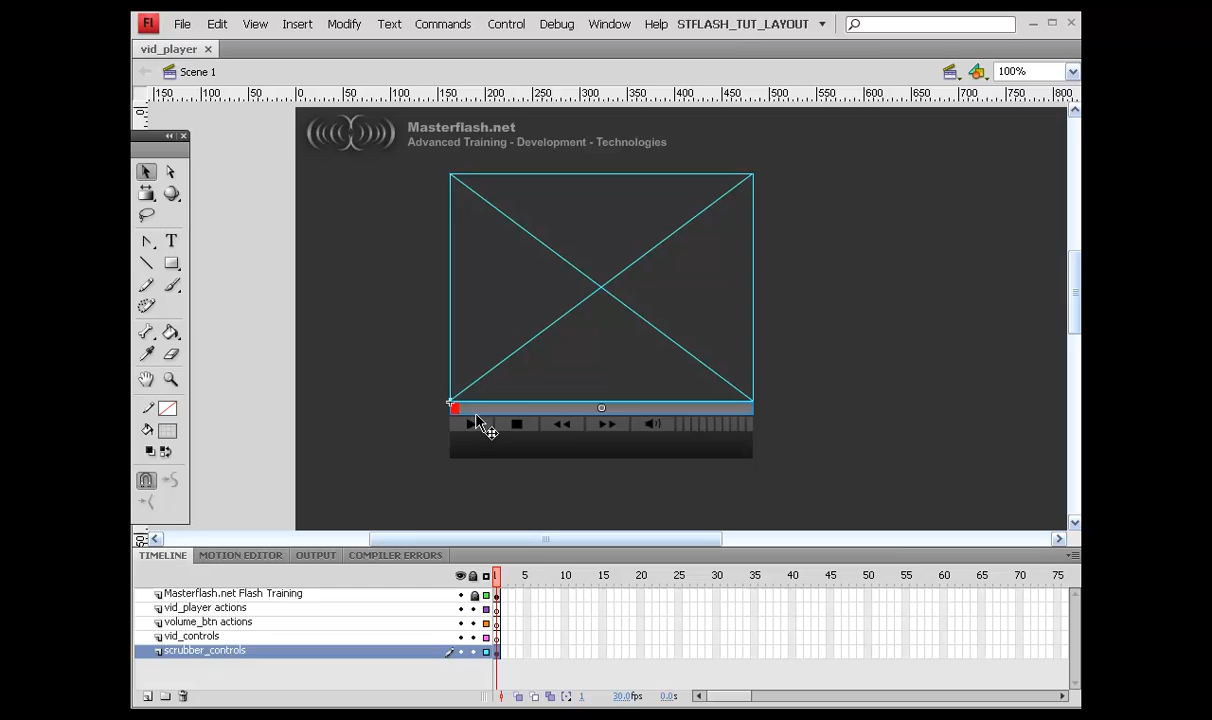 Fl File Edit View Insert Modify Text Commands Control Debug Window Help STFLASH_TUT_LAYOUT
vid_player
Scene 1 100%
150 100 50 0 50 100 150 200 250 300 350 400 450 500 550 600 650 700 750 800
0
Masterflash.net
Advanced Training - Development - Technologies
T
50
TIMELINE MOTION EDITOR OUTPUT COMPILER ERRORS
1 5 10 15 20 25 30 35 40 45 50 55 60 65 70 75
Masterflash.net Flash Training
vid_player actions
volume_btn actions
vid_controls
scrubber_controls
1 30.0fps 0.0s